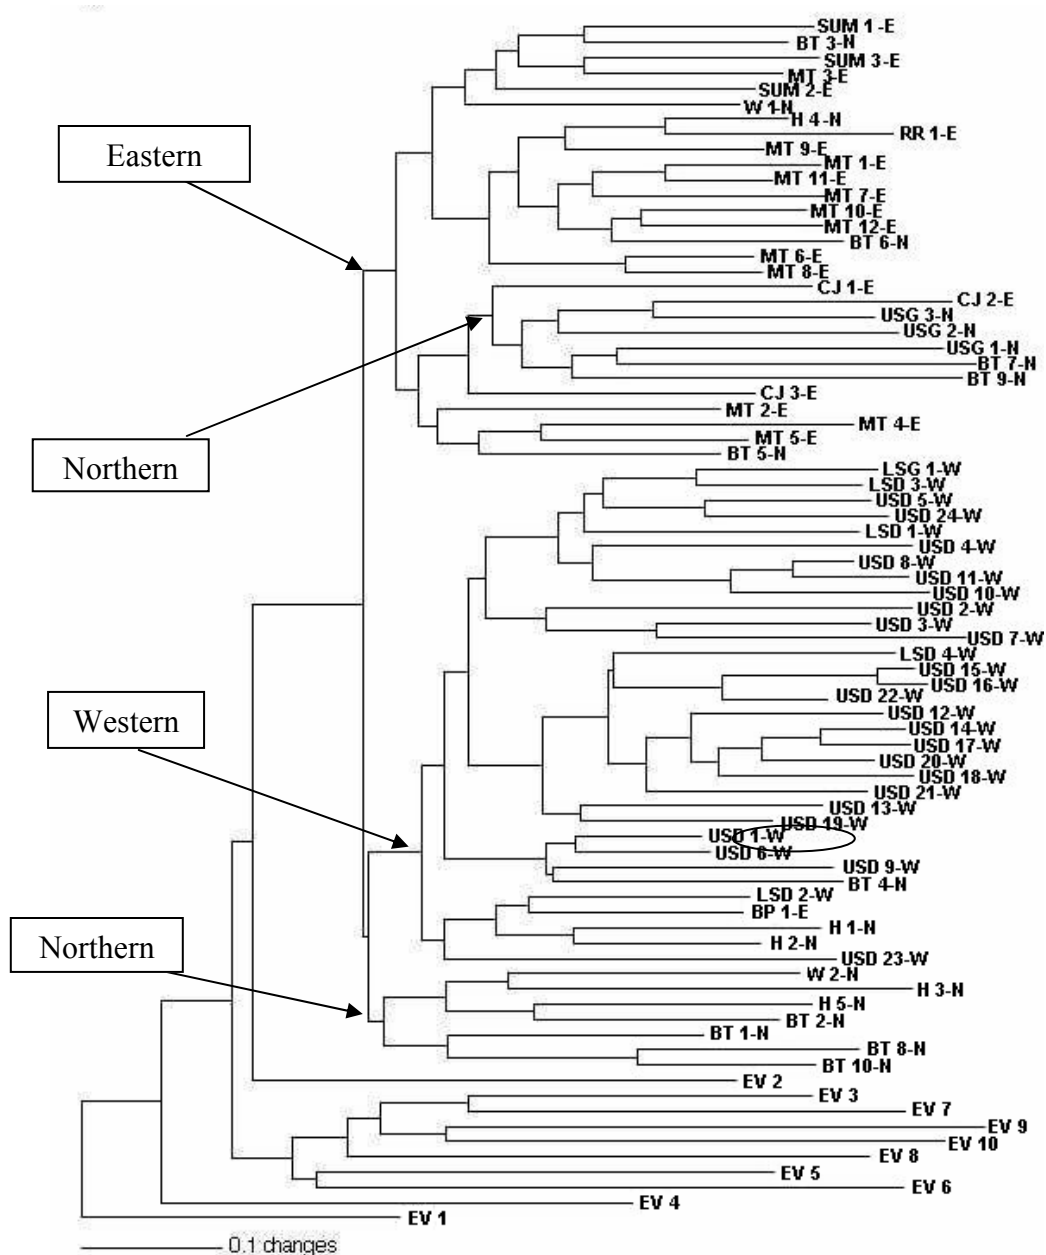 SUM 1-E
BT 3-N
SUM 3-E
MT 3-E
SUM 2-E
W 1-N
H 4-N
RR 1-E
MT 9-E
MT 1-E
MT 11-E
MT 7-E
MT 10-E
MT 12-E
BT 6-N
MT 6-E
MT 8-E
CJ 1-E
CJ 2-E
USG 3-N
USG 2-N
USG 1-N
BT 7-N
BT 9-N
CJ 3-E
MT 2-E
MT 4-E
MT 5-E
BT 5-N
LSG 1-W
LSD 3-W
USD 5-W
USD 24-W
LSD 1-W
USD 4-W
USD 8-W
USD 11-W
USD 10-W
USD 2-W
USD 3-W
USD 7-W
LSD 4-W
USD 15-W
USD 16-W
USD 22-W
USD 12-W
USD 14-W
USD 17-W
USD 20-W
USD 18-W
USD 21-W
USD 13-W
USD 19-W
USD 1-W
USD 6-W
USD 9-W
BT 4-N
LSD 2-W
BP 1-E
H 1-N
H 2-N
USD 23-W
W 2-N
H 3-N
H 5-N
BT 2-N
BT 1-N
BT 8-N
BT 10-N
EV 2
EV 3
EV 7
EV 9
EV 10
EV 8
EV 5
EV 6
EV 4
EV 1
0.1 changes
Eastern
Northern
Western
Northern